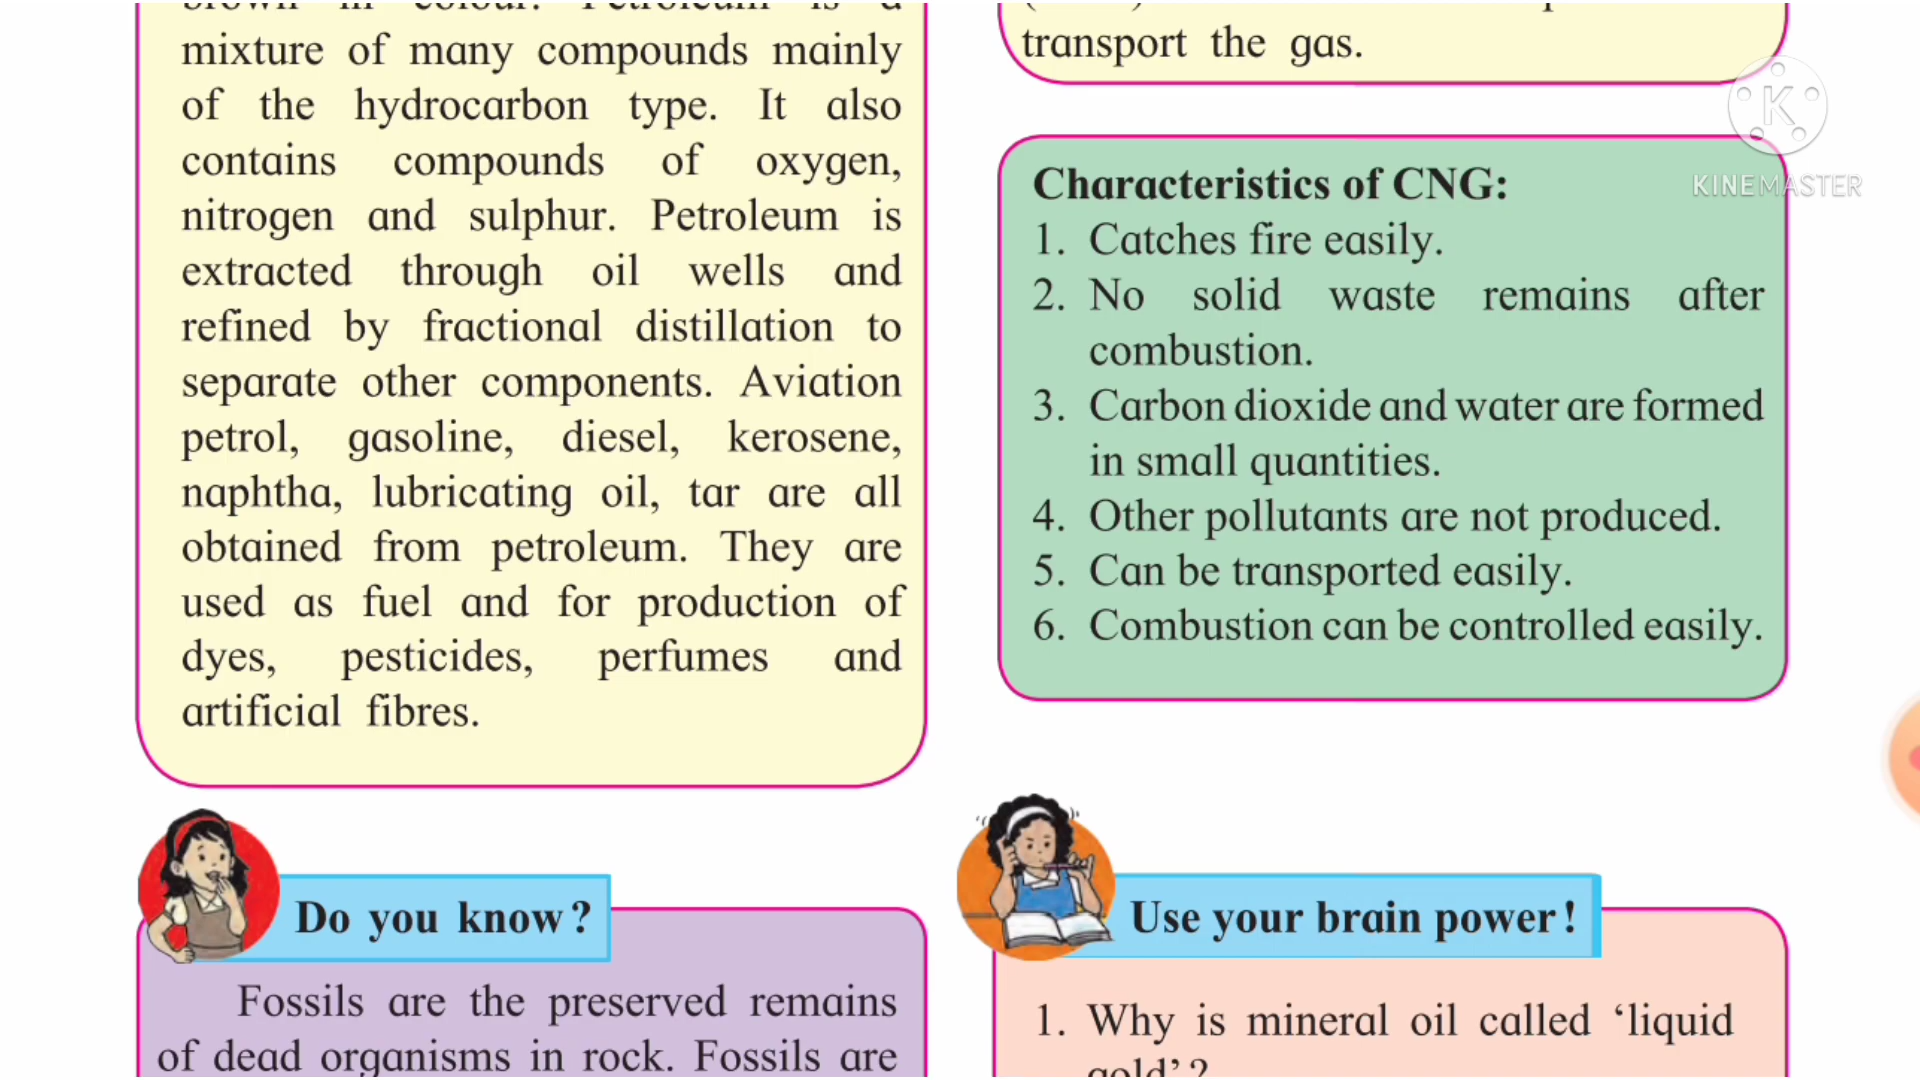 brown in colour. Petroleum is a
mixture of many compounds mainly
of the hydrocarbon type. It also
contains compounds of oxygen,
nitrogen and sulphur. Petroleum is
extracted through oil wells and
refined by fractional distillation to
separate other components. Aviation
petrol, gasoline, diesel, kerosene,
naphtha, lubricating oil, tar are all
obtained from petroleum. They are
used as fuel and for production of
dyes, pesticides, perfumes and
artificial fibres.
Do you know?
Fossils are the preserved remains
of dead organisms in rock. Fossils are
transport the gas.
K
KINEMASTER
Characteristics of CNG:
1. Catches fire easily.
2. No solid waste remains after
combustion.
3. Carbon dioxide and water are formed
in small quantities.
4. Other pollutants are not produced.
5. Can be transported easily.
6. Combustion can be controlled easily.
Use your brain power!
1. Why is mineral oil called ‘liquid
gold’?